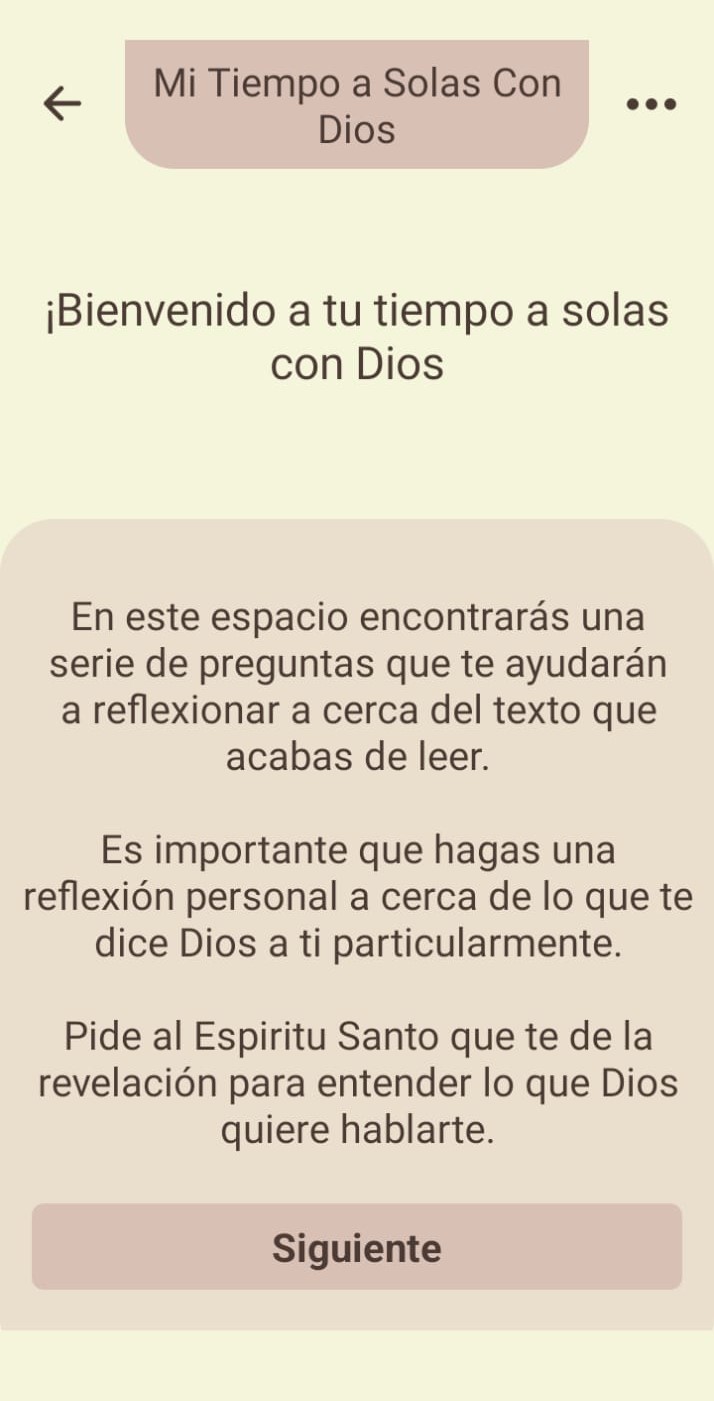 Mi Tiempo a Solas Con
Dios
¡Bienvenido a tu tiempo a solas
con Dios
En este espacio encontrarás una
serie de preguntas que te ayudarán
a reflexionar a cerca del texto que
acabas de leer.
Es importante que hagas una
reflexión personal a cerca de lo que te
dice Dios a ti particularmente.
Pide al Espiritu Santo que te de la
revelación para entender lo que Dios
quiere hablarte.
Siguiente